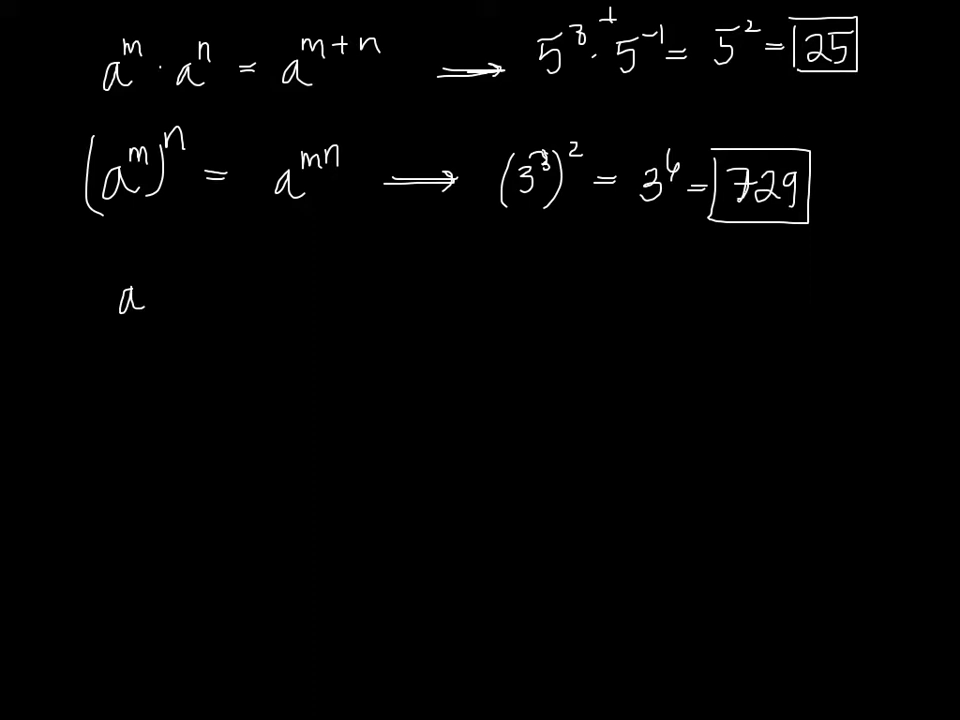 a^m · a^n = a^{m+n} ⟹ 5^3 · 5^{-1} = 5^2 = 25
(a^m)^n = a^{mn} ⟹ (3^3)^2 = 3^6 = 729
a